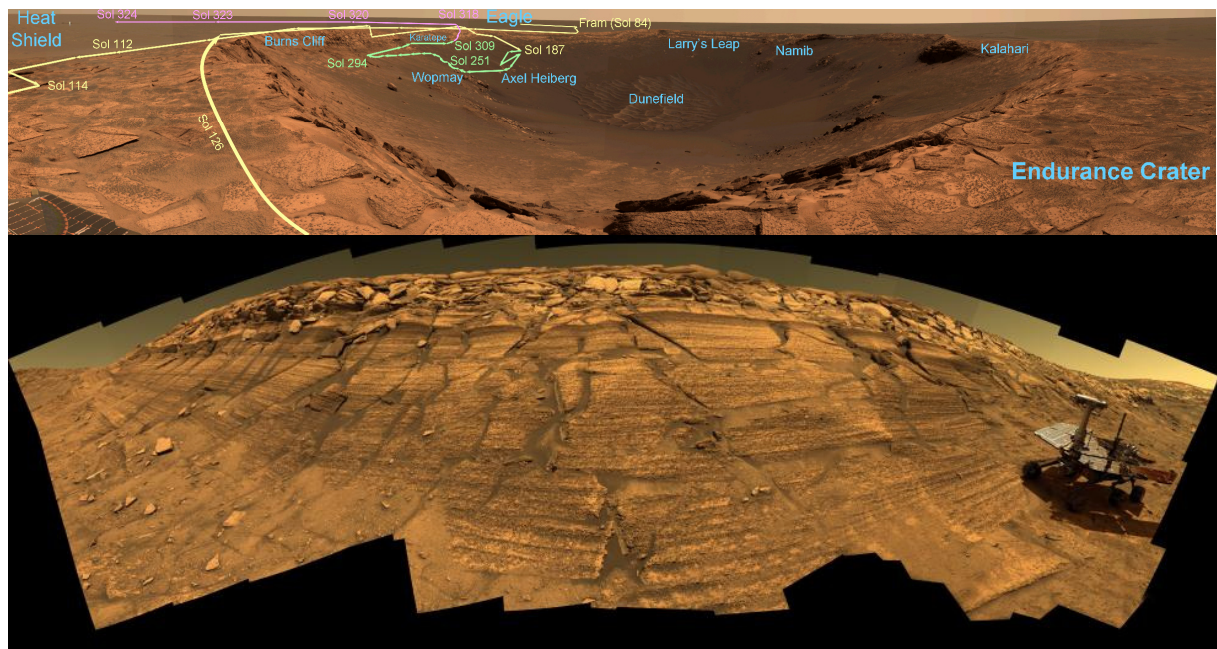 Heat
Shield
Sol 324
Sol 323
Sol 320
Sol 318
Eagle
Fram (Sol 84)
Sol 112
Burns Cliff
Karatepe
Sol 309
Sol 187
Larry's Leap
Namib
Kalahari
Sol 294
Sol 251
Sol 114
Wopmay
Axel Heiberg
Dunefield
Sol 126
Endurance Crater